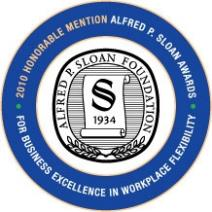 • 2010 HONORABLE MENTION ALFRED P. SLOAN AWARDS •
FOR BUSINESS EXCELLENCE IN WORKPLACE FLEXIBILITY
ALFRED P. SLOAN FOUNDATION
S
1934